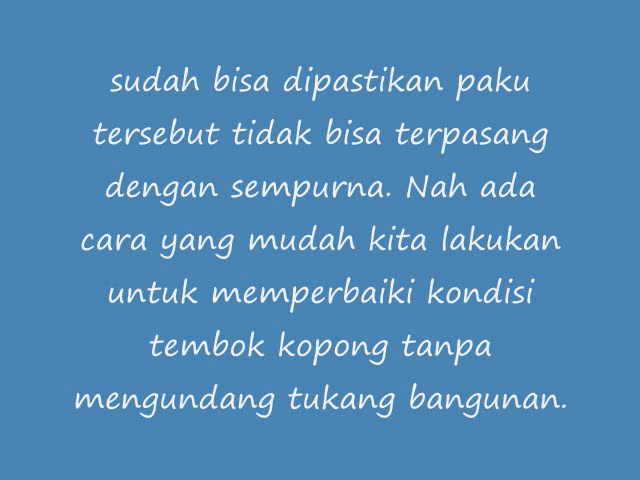 sudah bisa dipastikan paku
tersebut tidak bisa terpasang
dengan sempurna. Nah ada
cara yang mudah kita lakukan
untuk memperbaiki kondisi
tembok kopong tanpa
mengundang tukang bangunan.